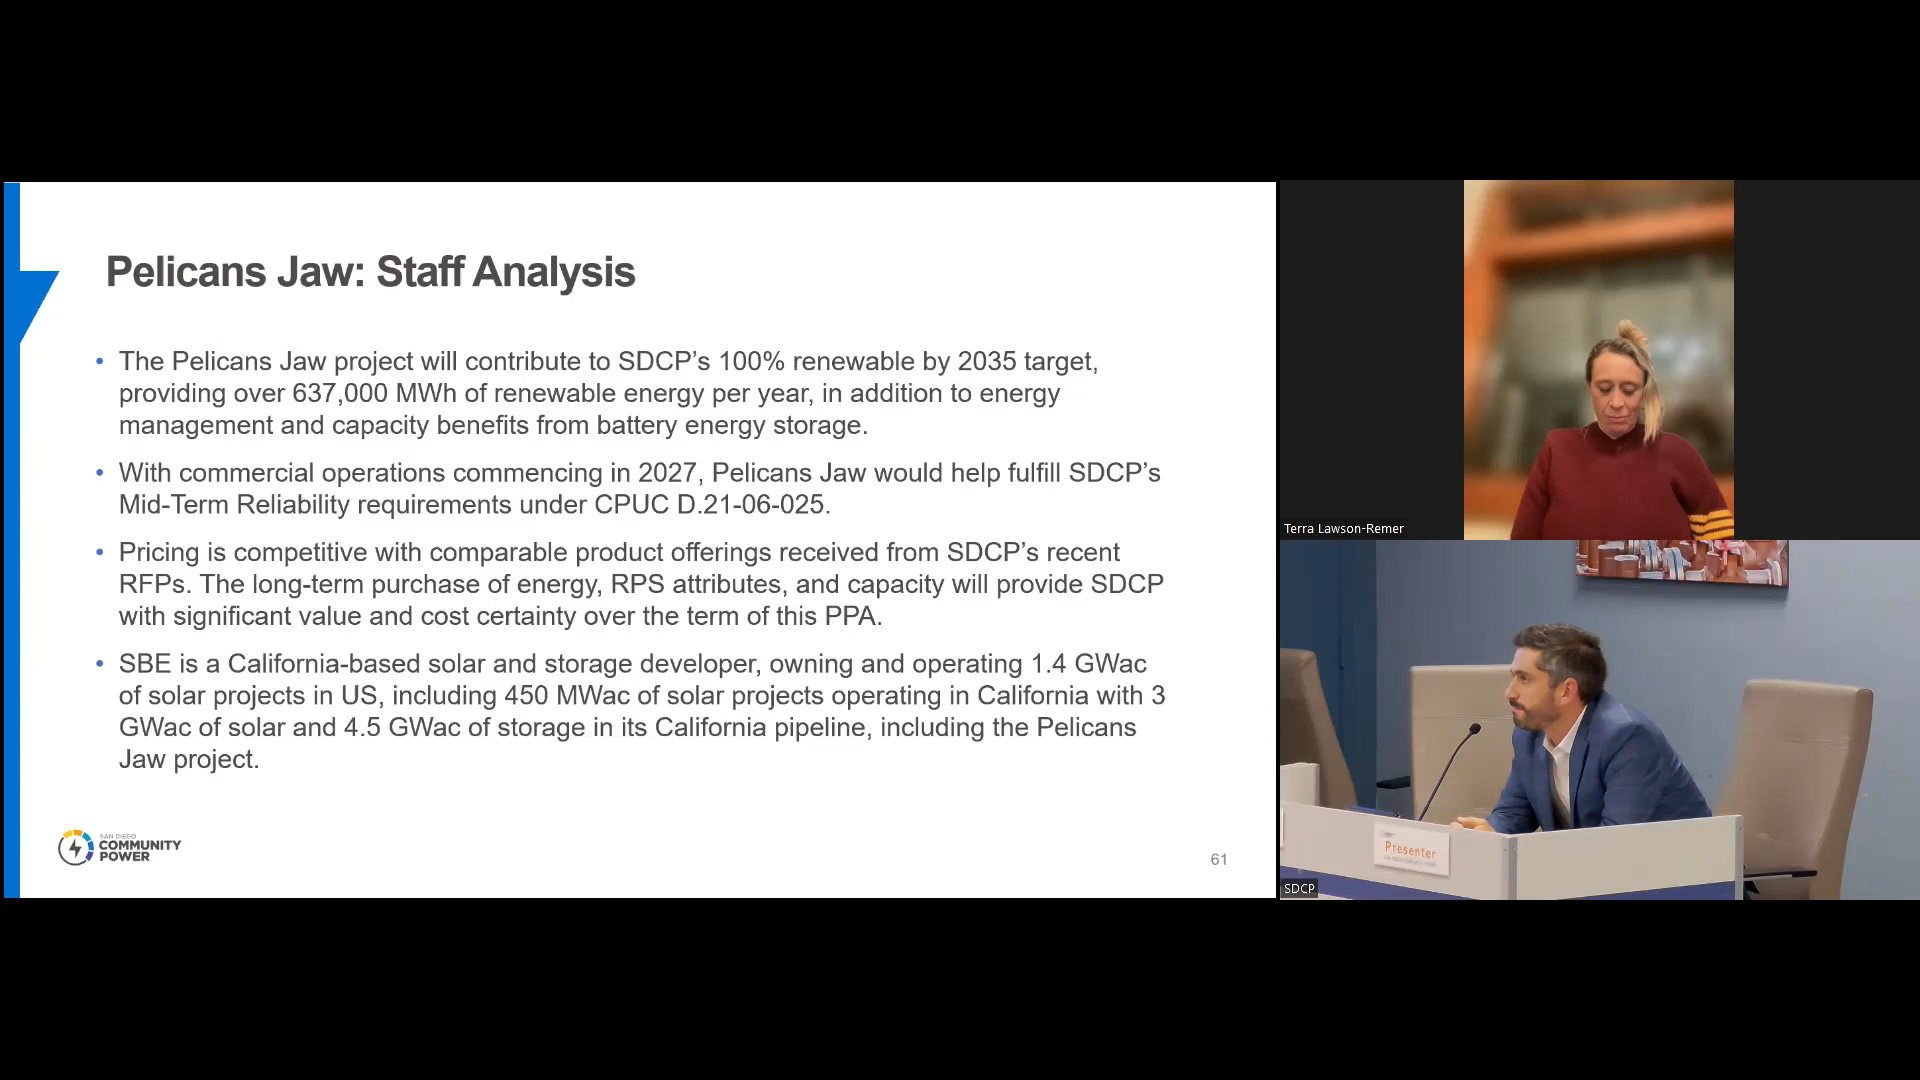 Pelicans Jaw: Staff Analysis
• The Pelicans Jaw project will contribute to SDCP’s 100% renewable by 2035 target,
providing over 637,000 MWh of renewable energy per year, in addition to energy
management and capacity benefits from battery energy storage.
• With commercial operations commencing in 2027, Pelicans Jaw would help fulfill SDCP’s
Mid-Term Reliability requirements under CPUC D.21-06-025.
• Pricing is competitive with comparable product offerings received from SDCP’s recent
RFPs. The long-term purchase of energy, RPS attributes, and capacity will provide SDCP
with significant value and cost certainty over the term of this PPA.
• SBE is a California-based solar and storage developer, owning and operating 1.4 GWac
of solar projects in US, including 450 MWac of solar projects operating in California with 3
GWac of solar and 4.5 GWac of storage in its California pipeline, including the Pelicans
Jaw project.
SAN DIEGO
COMMUNITY
POWER
61
Terra Lawson-Remer
Presenter
SDCP